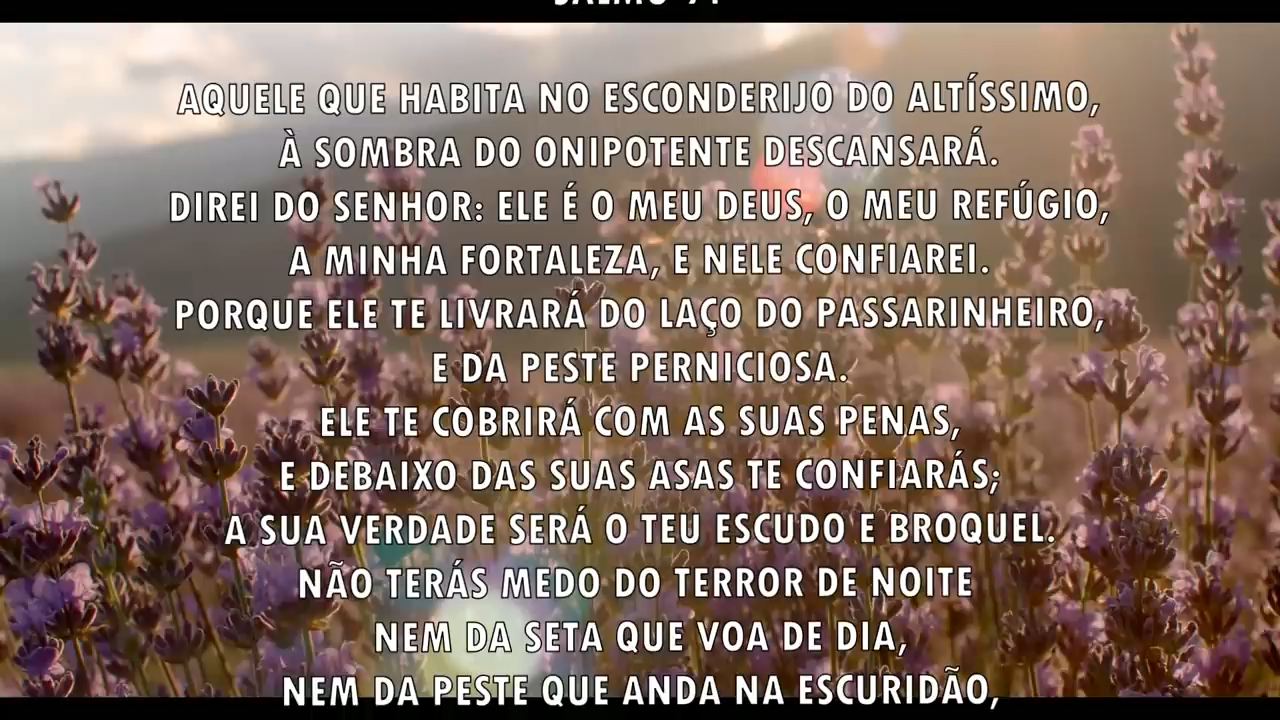 AQUELE QUE HABITA NO ESCONDERIJO DO ALTÍSSIMO,
À SOMBRA DO ONIPOTENTE DESCANSARÁ.
DIREI DO SENHOR: ELE É O MEU DEUS, O MEU REFÚGIO,
A MINHA FORTALEZA, E NELE CONFIAREI.
PORQUE ELE TE LIVRARÁ DO LAÇO DO PASSARINHEIRO,
E DA PESTE PERNICIOSA.
ELE TE COBRIRÁ COM AS SUAS PENAS,
E DEBAIXO DAS SUAS ASAS TE CONFIARÁS;
A SUA VERDADE SERÁ O TEU ESCUDO E BROQUEL.
NÃO TERÁS MEDO DO TERROR DE NOITE
NEM DA SETA QUE VOA DE DIA,
NEM DA PESTE QUE ANDA NA ESCURIDÃO,